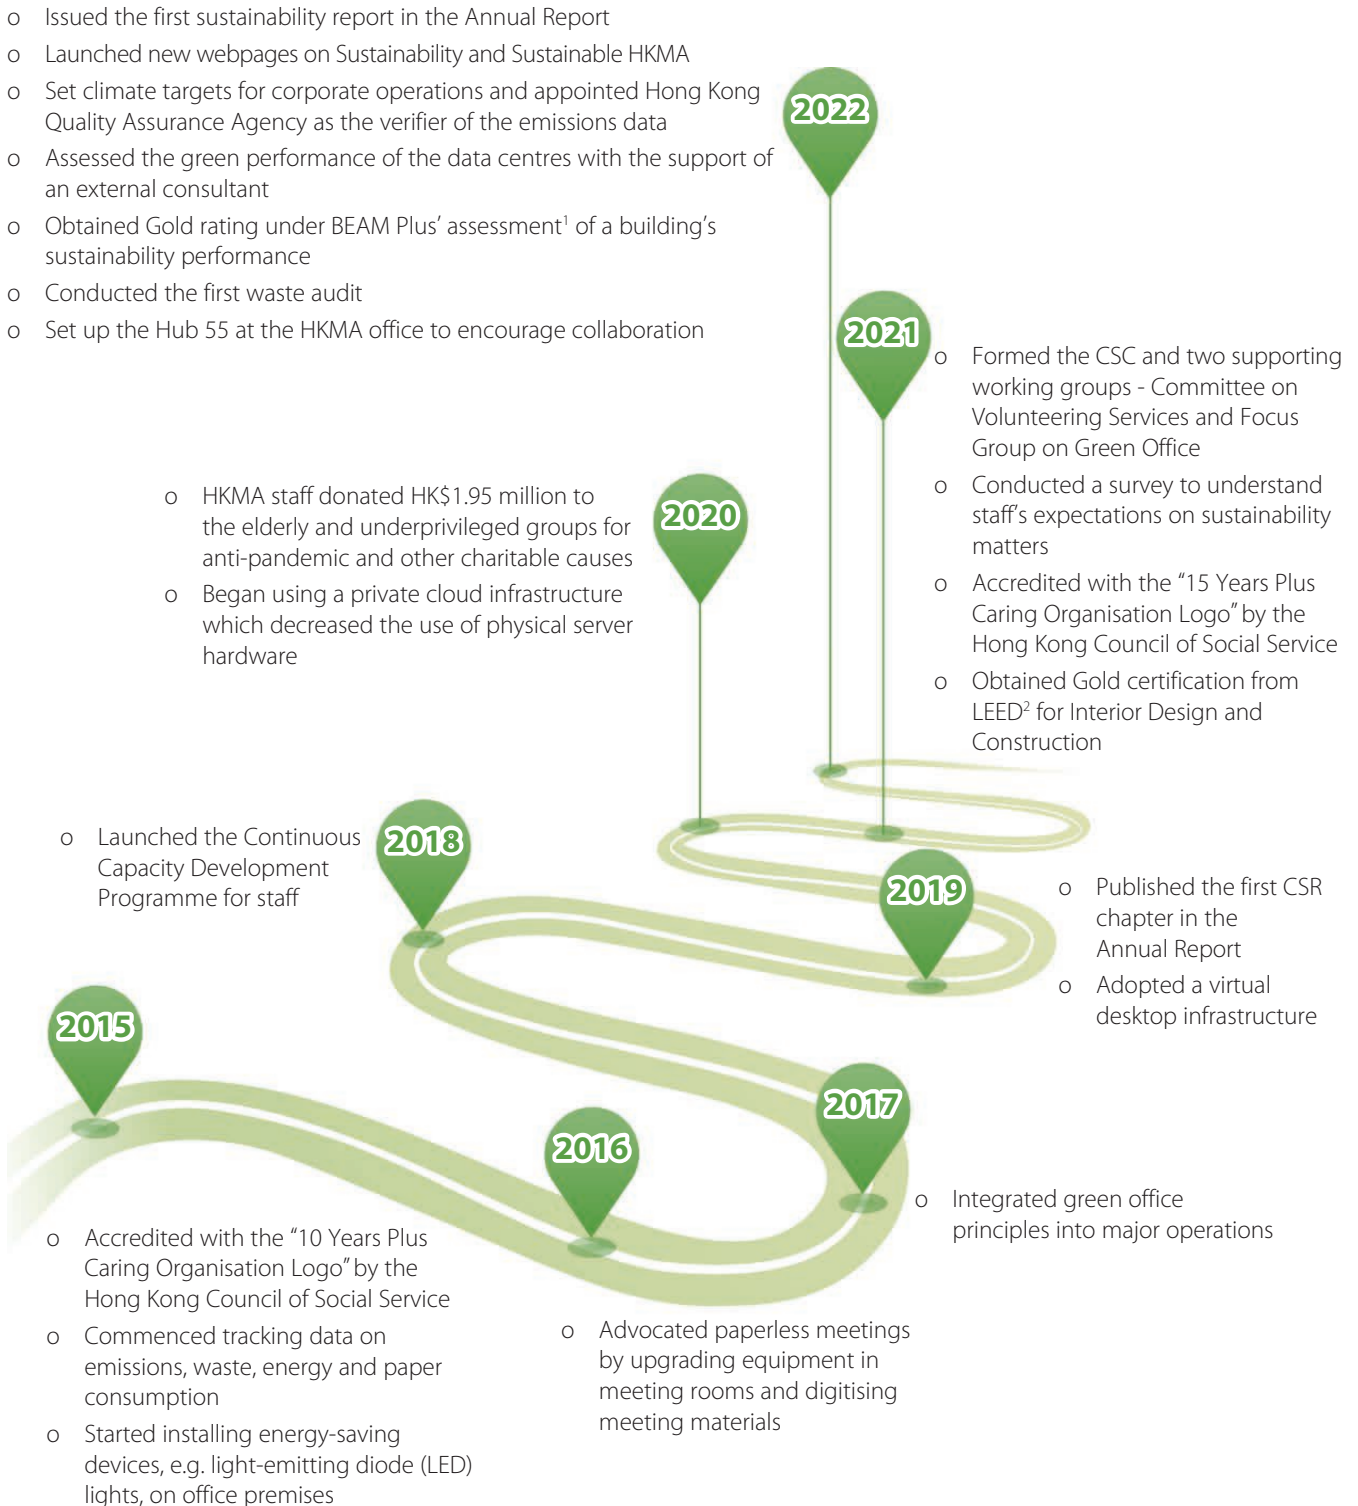 o Issued the first sustainability report in the Annual Report
o Launched new webpages on Sustainability and Sustainable HKMA
o Set climate targets for corporate operations and appointed Hong Kong
Quality Assurance Agency as the verifier of the emissions data
o Assessed the green performance of the data centres with the support of
an external consultant
o Obtained Gold rating under BEAM Plus’ assessment¹ of a building’s
sustainability performance
o Conducted the first waste audit
o Set up the Hub 55 at the HKMA office to encourage collaboration
2022
2021
o Formed the CSC and two supporting
working groups - Committee on
Volunteering Services and Focus
Group on Green Office
o Conducted a survey to understand
staff’s expectations on sustainability
matters
o Accredited with the “15 Years Plus
Caring Organisation Logo” by the
Hong Kong Council of Social Service
o Obtained Gold certification from
LEED² for Interior Design and
Construction
o HKMA staff donated HK$1.95 million to
the elderly and underprivileged groups for
anti-pandemic and other charitable causes
o Began using a private cloud infrastructure
which decreased the use of physical server
hardware
2020
o Launched the Continuous
Capacity Development
Programme for staff
2018
2019
o Published the first CSR
chapter in the
Annual Report
o Adopted a virtual
desktop infrastructure
2015
o Accredited with the “10 Years Plus
Caring Organisation Logo” by the
Hong Kong Council of Social Service
o Commenced tracking data on
emissions, waste, energy and paper
consumption
o Started installing energy-saving
devices, e.g. light-emitting diode (LED)
lights, on office premises
2016
o Advocated paperless meetings
by upgrading equipment in
meeting rooms and digitising
meeting materials
2017
o Integrated green office
principles into major operations